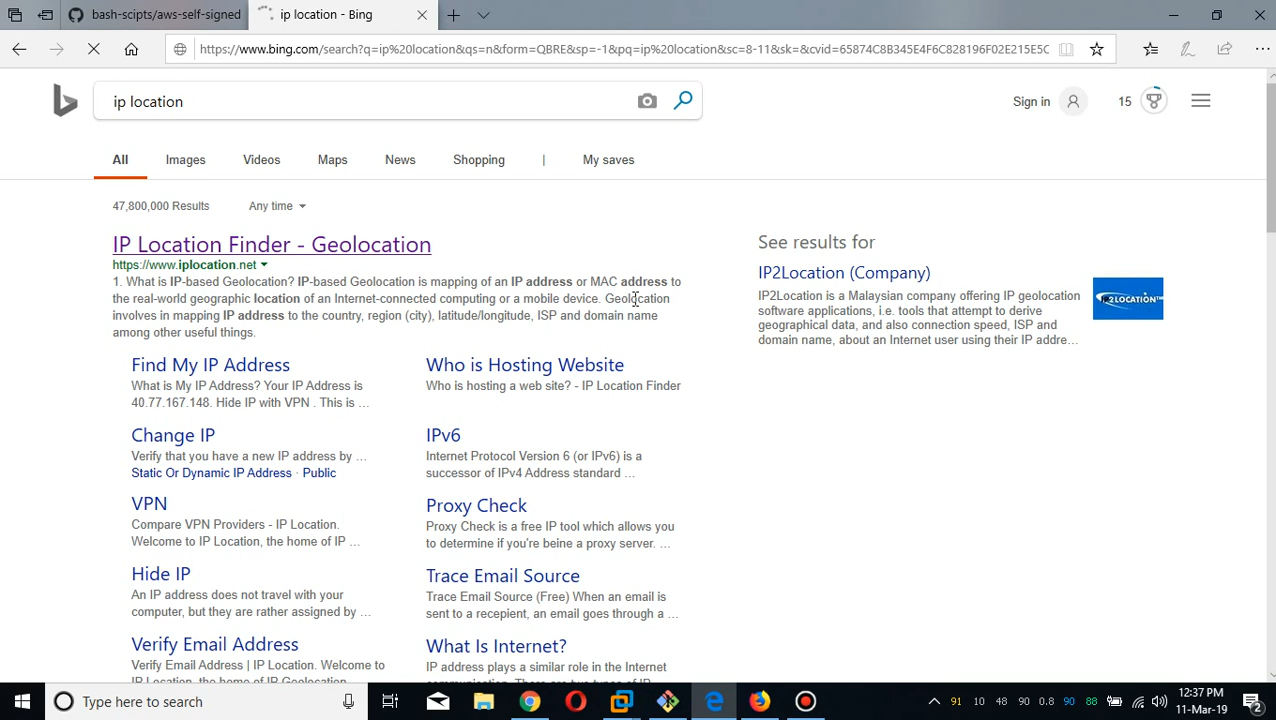 bash-scipts/aws-self-signed
ip location - Bing
https://www.bing.com/search?q=ip%20location&qs=n&form=QBRE&sp=-1&pq=ip%20location&sc=8-11&sk=&cvid=65874C8B345E4F6C828196F02E215E5C
ip location
Sign in
15
All
Images
Videos
Maps
News
Shopping
|
My saves
47,800,000 Results
Any time
IP Location Finder - Geolocation
https://www.iplocation.net
1. What is IP-based Geolocation? IP-based Geolocation is mapping of an IP address or MAC address to
the real-world geographic location of an Internet-connected computing or a mobile device. Geolocation
involves in mapping IP address to the country, region (city), latitude/longitude, ISP and domain name
among other useful things.
Find My IP Address
What is My IP Address? Your IP Address is
40.77.167.148. Hide IP with VPN . This is ...
Who is Hosting Website
Who is hosting a web site? - IP Location Finder
Change IP
Verify that you have a new IP address by ...
Static Or Dynamic IP Address · Public
IPv6
Internet Protocol Version 6 (or IPv6) is a
successor of IPv4 Address standard ...
VPN
Compare VPN Providers - IP Location.
Welcome to IP Location, the home of IP ...
Proxy Check
Proxy Check is a free IP tool which allows you
to determine if you're beine a proxy server. ...
Hide IP
An IP address does not travel with your
computer, but they are rather assigned by ...
Trace Email Source
Trace Email Source (Free) When an email is
sent to a recepient, an email goes through a ...
Verify Email Address
Verify Email Address | IP Location. Welcome to
IP Location, the home of IP Geolocation
What Is Internet?
IP address plays a similar role in the Internet
communication. There are two types of IP
See results for
IP2Location (Company)
IP2Location is a Malaysian company offering IP geolocation
software applications, i.e. tools that attempt to derive
geographical data, and also connection speed, ISP and
domain name, about an Internet user using their IP addre...
IP2LOCATION
Type here to search
91 10 48 90 0.8 90 88
12:37 PM
11-Mar-19
2